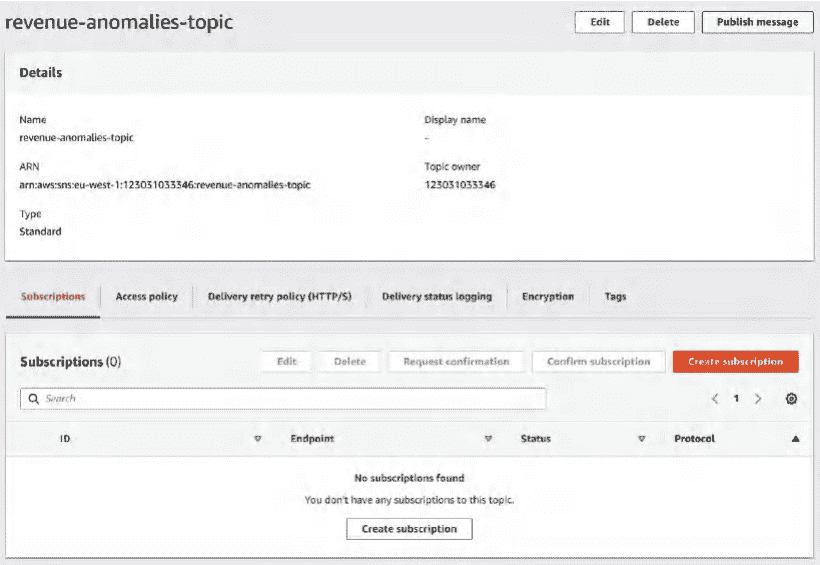 revenue-anomalies-topic
Edit
Delete
Publish message
Details
Name
Display name
revenue-anomalies-topic
-
ARN
Topic owner
arn:aws:sns:eu-west-1:123031033346:revenue-anomalies-topic
123031033346
Type
Standard
Subscriptions
Access policy
Delivery retry policy (HTTP/S)
Delivery status logging
Encryption
Tags
Subscriptions (0)
Edit
Delete
Request confirmation
Confirm subscription
Create subscription
Search
1
ID
Endpoint
Status
Protocol
No subscriptions found
You don't have any subscriptions to this topic.
Create subscription